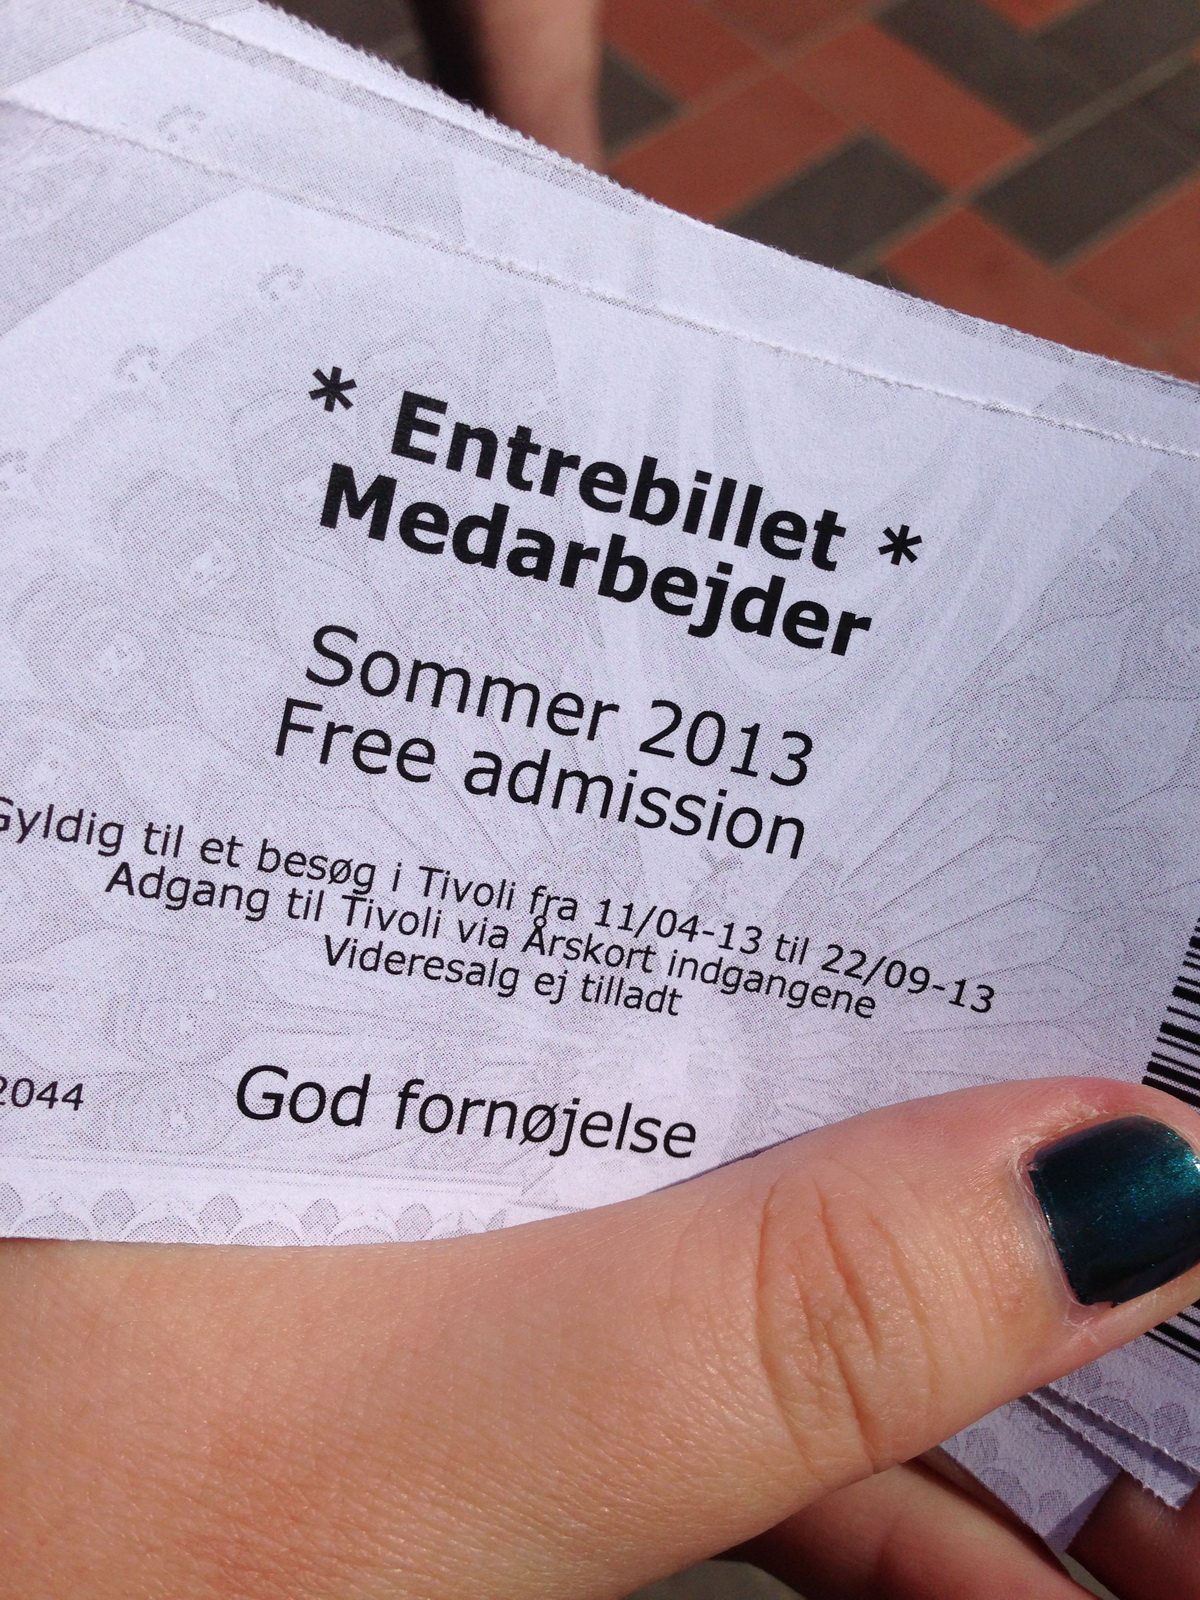 * Entrebillet *
Medarbejder
Sommer 2013
Free admission
Gyldig til et besøg i Tivoli fra 11/04-13 til 22/09-13
Adgang til Tivoli via Årskort indgangene
Videresalg ej tilladt
2044
God fornøjelse